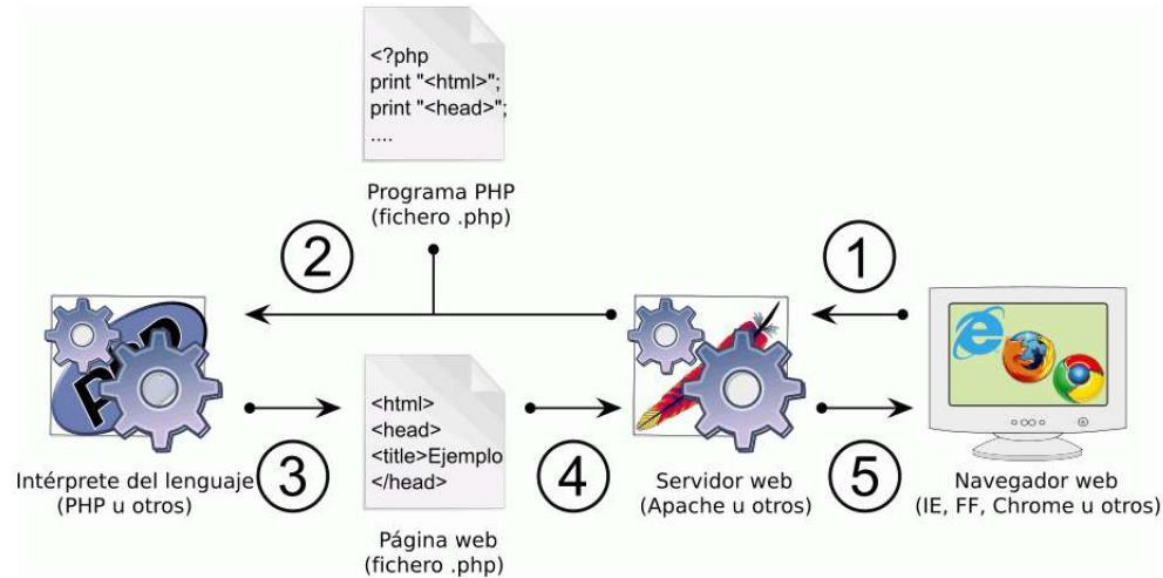 <?php
print "<html>";
print "<head>";
....
Programa PHP
(fichero .php)
2
1
PHP
<html>
<head>
<title>Ejemplo
</head>
3
4
5
Intérprete del lenguaje
(PHP u otros)
Servidor web
(Apache u otros)
Navegador web
(IE, FF, Chrome u otros)
Página web
(fichero .php)